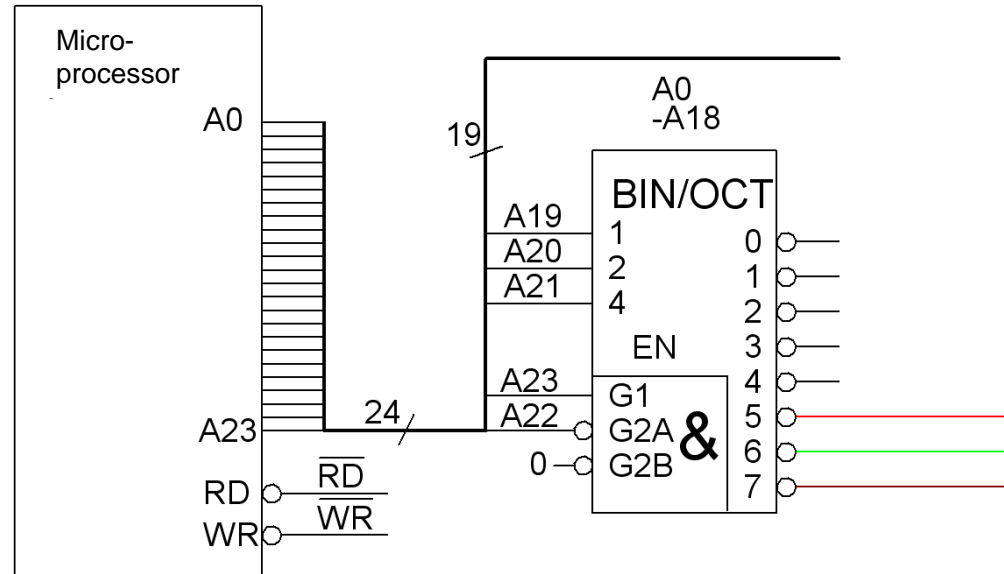 Micro-
processor
A0
A23
RD
WR
RD
WR
24
19
A0
-A18
A19
A20
A21
A23
A22
0
BIN/OCT
1
2
4
EN
G1
G2A
G2B
&
0
1
2
3
4
5
6
7